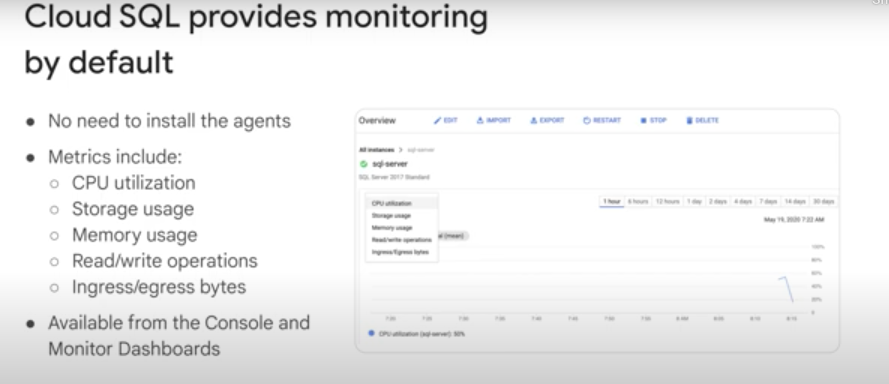 Cloud SQL provides monitoring
by default
● No need to install the agents
● Metrics include:
○ CPU utilization
○ Storage usage
○ Memory usage
○ Read/write operations
○ Ingress/egress bytes
● Available from the Console and
Monitor Dashboards
Overview EDIT IMPORT EXPORT RESTART STOP DELETE
All instances > sql-server
sql-server
SQL Server 2017 Standard
CPU utilization
Storage usage
Memory usage
Read/write operations
Ingress/Egress bytes
(mean)
1 hour 6 hours 12 hours 1 day 2 days 4 days 7 days 14 days 30 days
May 19, 2020 7:22 AM
100%
80%
60%
40%
20%
0
7:30 7:35 7:40 7:45 7:50 7:55 8 AM 8:05 8:10 8:15
CPU utilization (sql-server): 50%